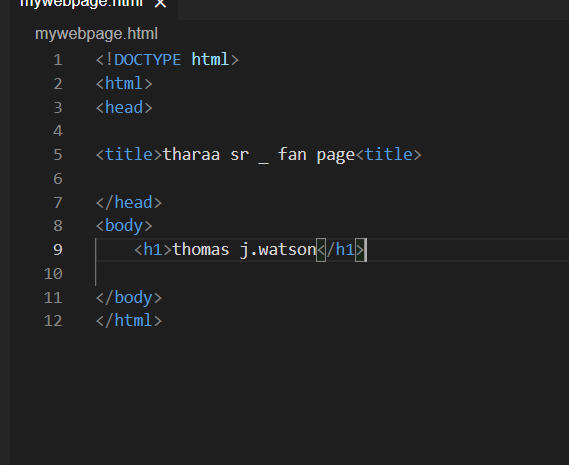 mywebpage.html ×
mywebpage.html
1 <!DOCTYPE html>
2 <html>
3 <head>
4
5 <title>tharaa sr _ fan page<title>
6
7 </head>
8 <body>
9 <h1>thomas j.watson</h1>
10
11 </body>
12 </html>